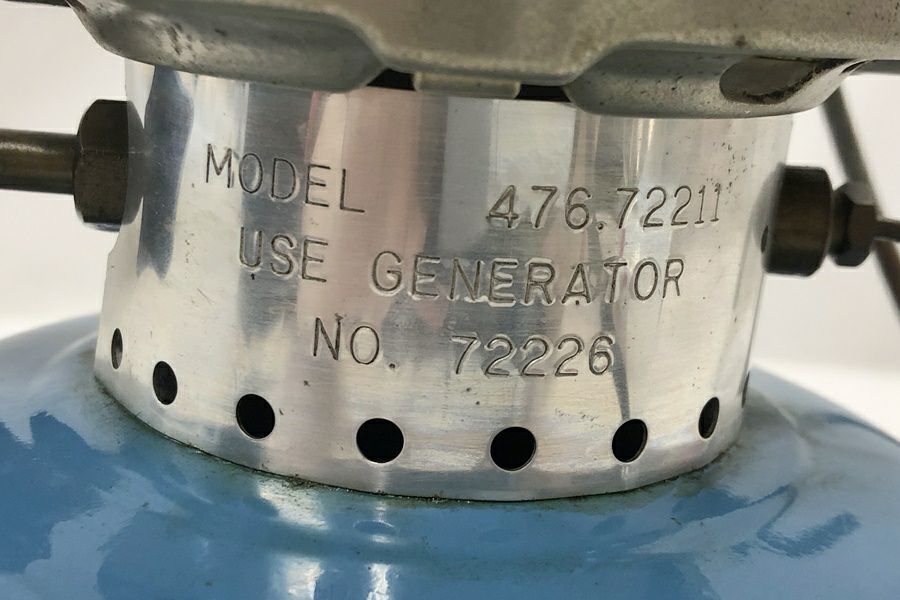 MODEL 476.72211
USE GENERATOR
NO. 72226